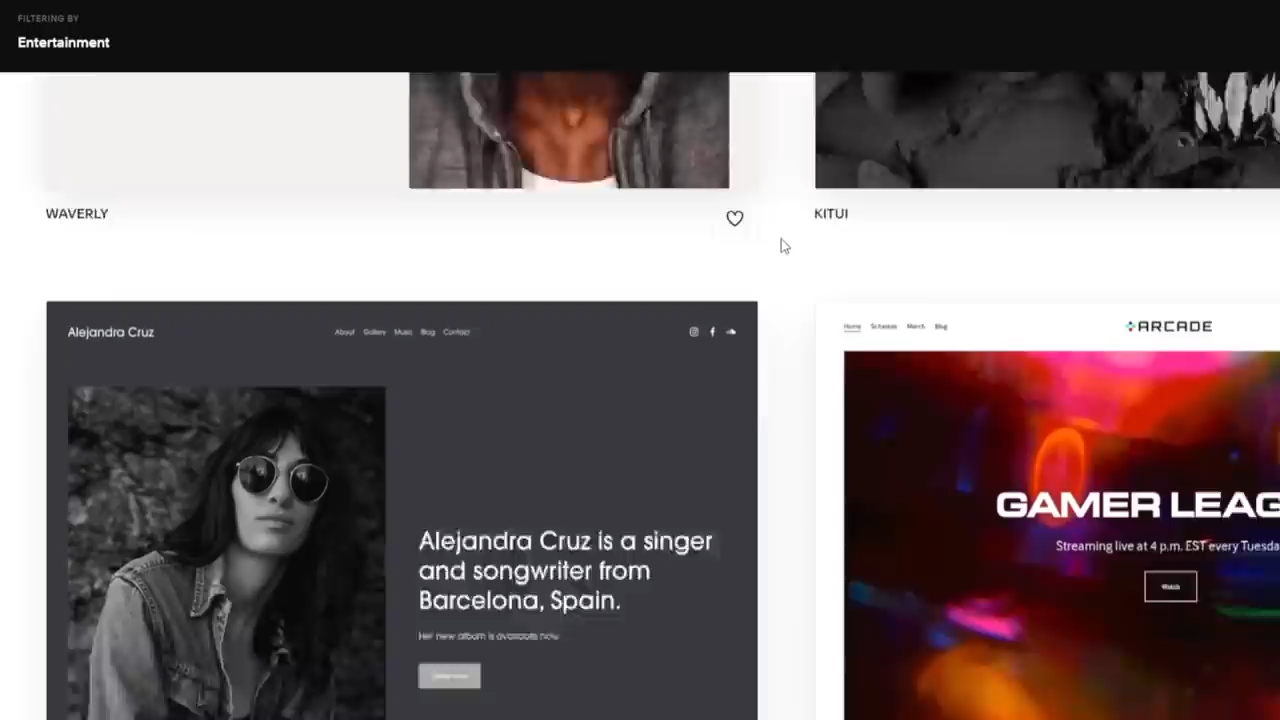 FILTERING BY
Entertainment
WAVERLY
KITUI
Alejandra Cruz
About Gallery Music Blog Contact
Home Schedule Merch Blog
ARCADE
GAMER LEAG
Streaming live at 4 p.m. EST every Tuesda
Watch
Alejandra Cruz is a singer
and songwriter from
Barcelona, Spain.
Her new album is available now